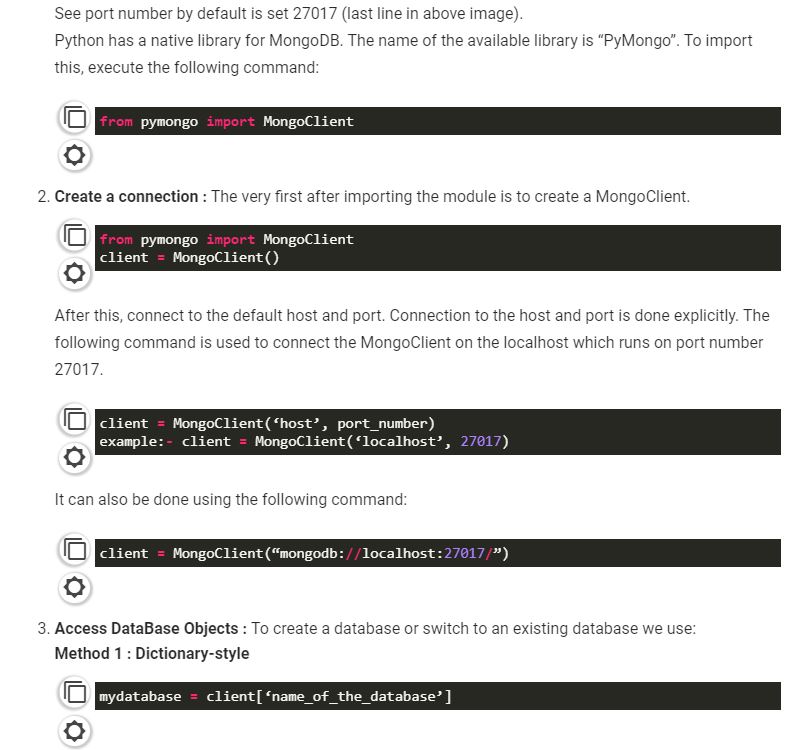 See port number by default is set 27017 (last line in above image).
Python has a native library for MongoDB. The name of the available library is “PyMongo”. To import
this, execute the following command:
from pymongo import MongoClient
2. Create a connection : The very first after importing the module is to create a MongoClient.
from pymongo import MongoClient
client = MongoClient()
After this, connect to the default host and port. Connection to the host and port is done explicitly. The
following command is used to connect the MongoClient on the localhost which runs on port number
27017.
client = MongoClient(‘host’, port_number)
example:- client = MongoClient(‘localhost’, 27017)
It can also be done using the following command:
client = MongoClient(“mongodb://localhost:27017/”)
3. Access DataBase Objects : To create a database or switch to an existing database we use:
Method 1 : Dictionary-style
mydatabase = client[‘name_of_the_database’]